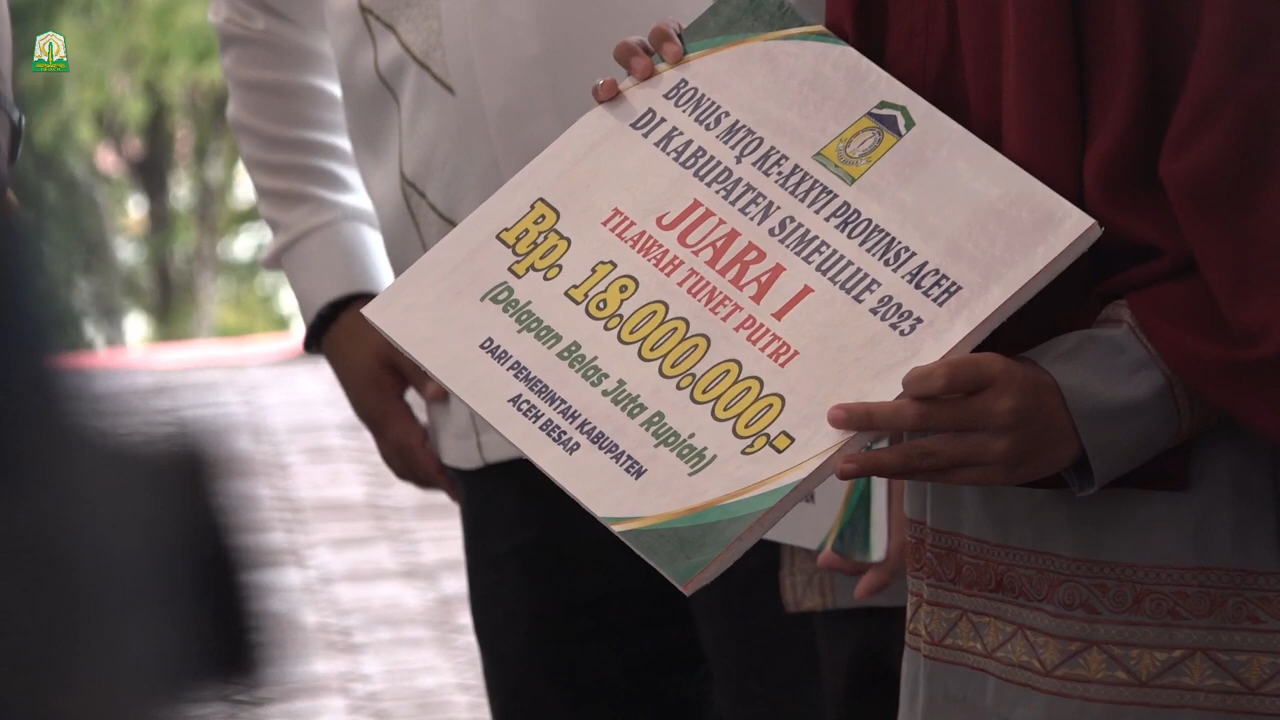 BONUS MTQ KE-XXXVI PROVINSI ACEH
DI KABUPATEN SIMEULUE 2023
JUARA I
TILAWAH TUNET PUTRI
Rp. 18.000.000,-
(Delapan Belas Juta Rupiah)
DARI PEMERINTAH KABUPATEN
ACEH BESAR